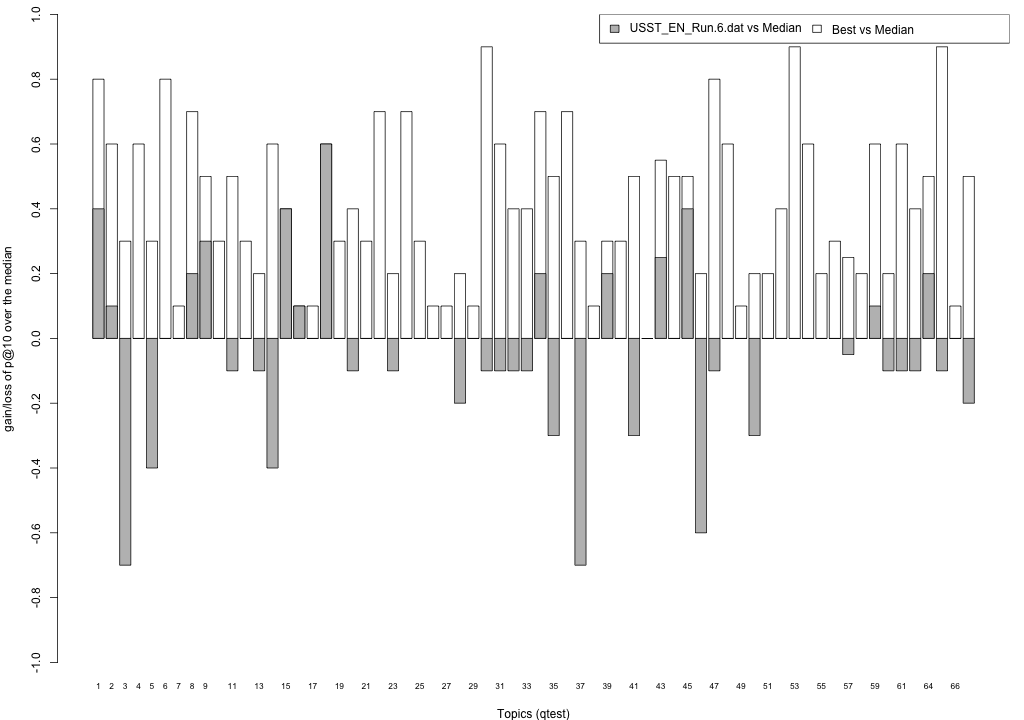 USST_EN_Run.6.dat vs Median Best vs Median
gain/loss of p@10 over the median
1.0
0.8
0.6
0.4
0.2
0.0
-0.2
-0.4
-0.6
-0.8
-1.0
1 2 3 4 5 6 7 8 9 11 13 15 17 19 21 23 25 27 29 31 33 35 37 39 41 43 45 47 49 51 53 55 57 59 61 64 66
Topics (qtest)